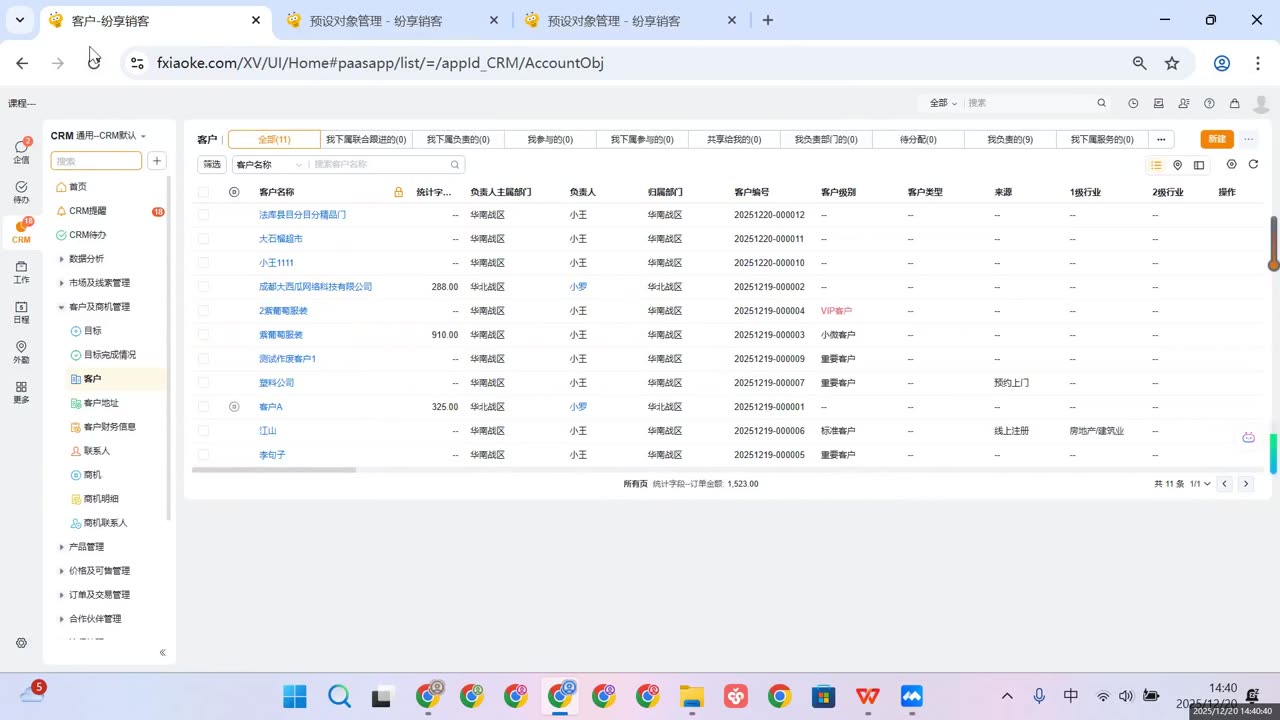 客户-纷享销客
预设对象管理 - 纷享销客
预设对象管理 - 纷享销客
fxiaoke.com/XV/UI/Home#paasapp/list/=/appId_CRM/AccountObj
课程---
全部
搜索
2
企信
待办
18
CRM
工作
日程
外勤
更多
CRM 通用--CRM默认
搜索
首页
CRM提醒
18
CRM待办
数据分析
市场及线索管理
客户及商机管理
目标
目标完成情况
客户
客户地址
客户财务信息
联系人
商机
商机明细
商机联系人
产品管理
价格及可售管理
订单及交易管理
合作伙伴管理
客户
全部(11) 我下属联合跟进的(0) 我下属负责的(0) 我参与的(0) 我下属参与的(0) 共享给我的(0) 我负责部门的(0) 待分配(0) 我负责的(9) 我下属服务的(0) ...
新建
筛选 客户名称 搜索客户名称
客户名称 统计字... 负责人主属部门 负责人 归属部门 客户编号 客户级别 客户类型 来源 1级行业 2级行业 操作
法库县目分目分精品门 -- 华南战区 小王 华南战区 20251220-000012 -- -- -- -- --
大石榴超市 -- 华南战区 小王 华南战区 20251220-000011 -- -- -- -- --
小王1111 -- 华南战区 小王 华南战区 20251220-000010 -- -- -- -- --
成都大西瓜网络科技有限公司 288.00 华北战区 小罗 华北战区 20251219-000002 -- -- -- -- --
2紫葡萄服装 -- 华南战区 小王 华南战区 20251219-000004 VIP客户 -- -- -- --
紫葡萄服装 910.00 华南战区 小王 华南战区 20251219-000003 小微客户 -- -- -- --
测试作废客户1 -- 华南战区 小王 华南战区 20251219-000009 重要客户 -- -- -- --
塑料公司 -- 华南战区 小王 华南战区 20251219-000007 重要客户 -- 预约上门 -- --
客户A 325.00 华北战区 小罗 华北战区 20251219-000001 -- -- -- -- --
江山 -- 华南战区 小王 华南战区 20251219-000006 标准客户 -- 线上注册 房地产/建筑业 --
李句子 -- 华南战区 小王 华南战区 20251219-000005 重要客户 -- -- -- --
所有页 统计字段--订单金额: 1,523.00
共 11 条 1/1
5
中
14:40
2025/12/20 14:40:40